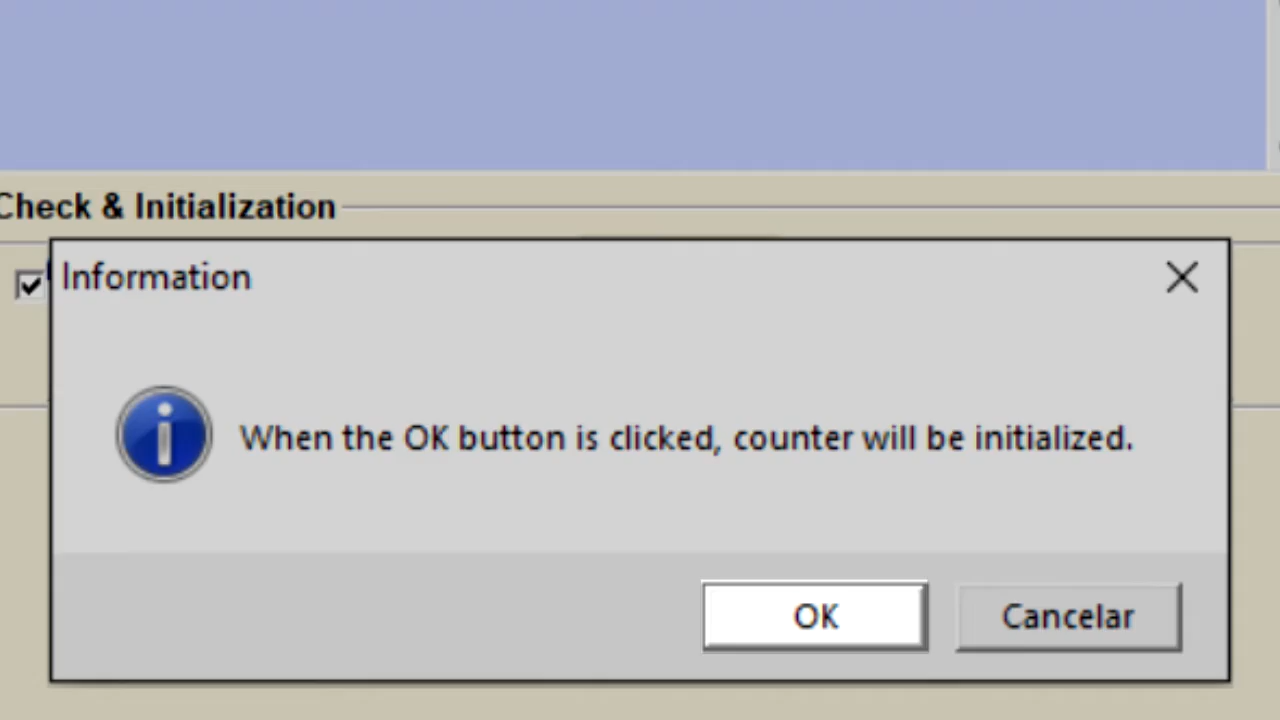 Check & Initialization
Information
When the OK button is clicked, counter will be initialized.
OK
Cancelar